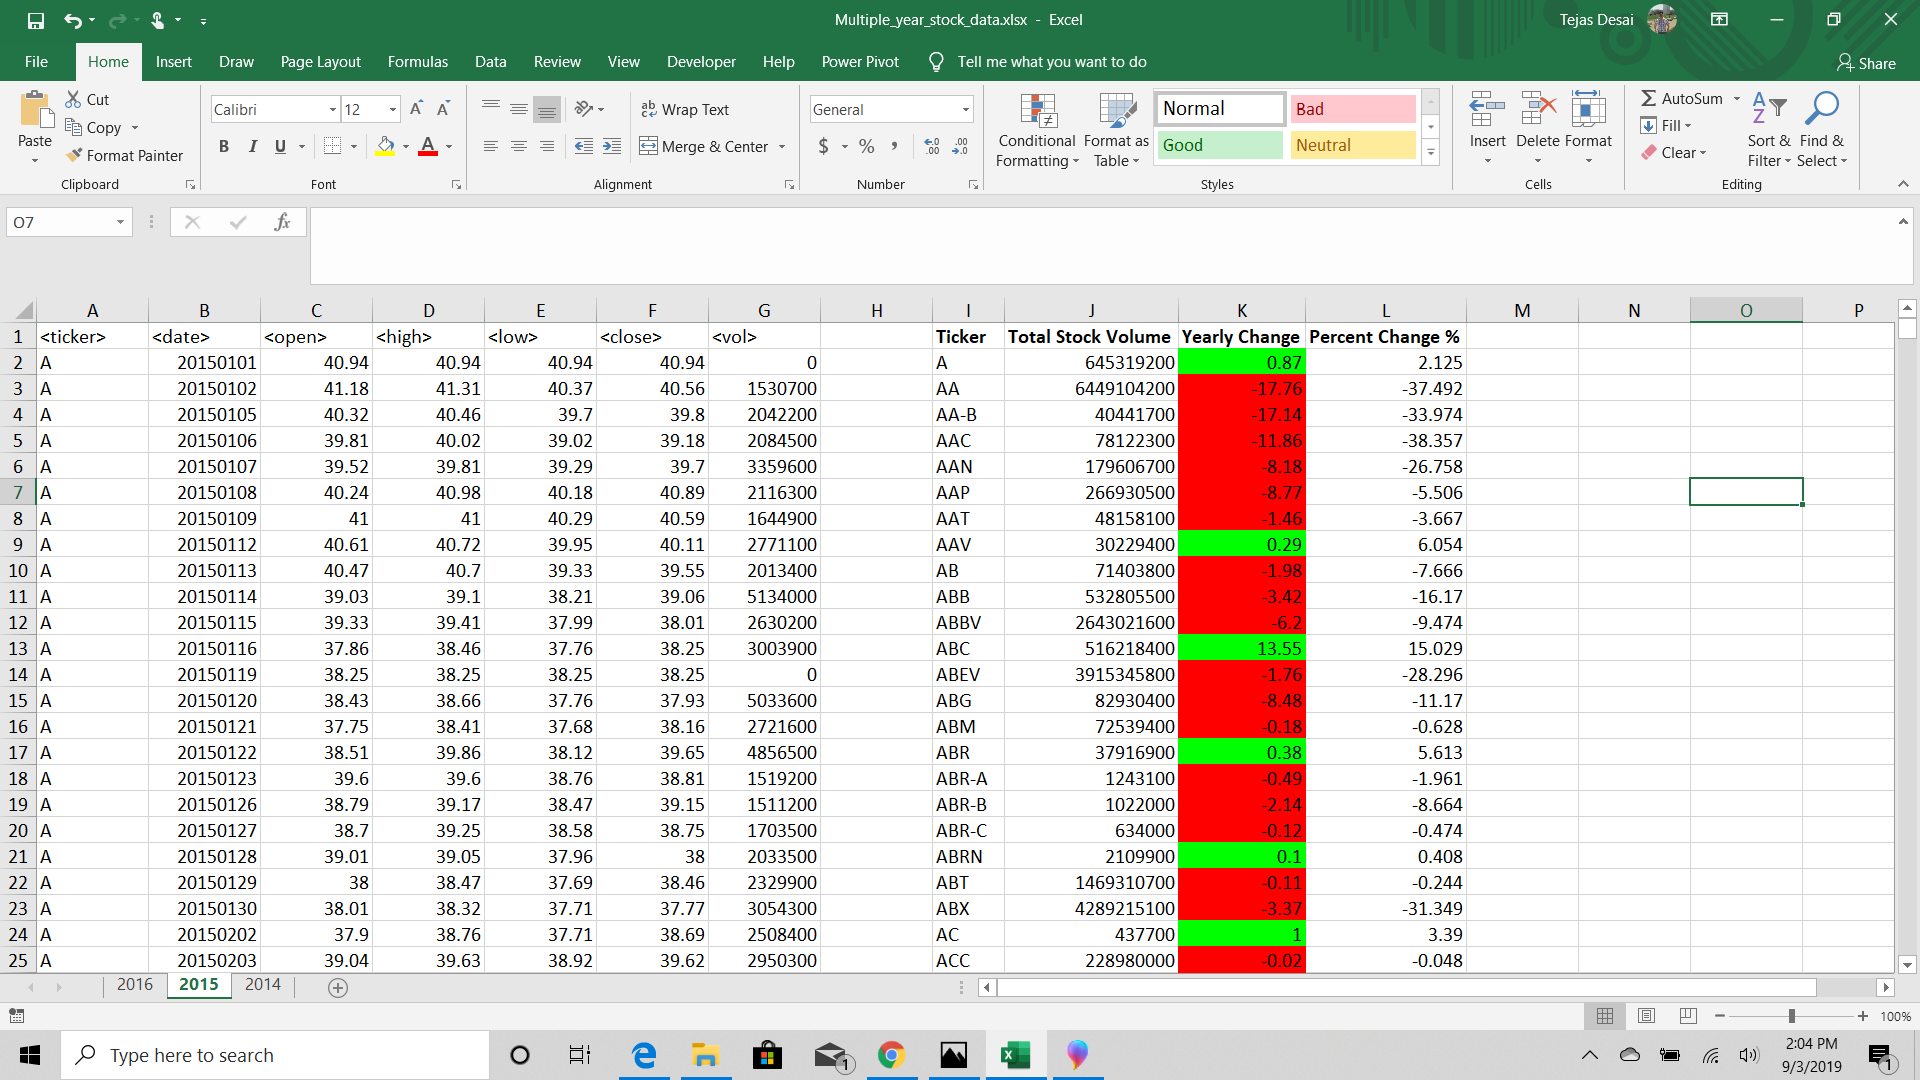 Multiple_year_stock_data.xlsx - Excel
Tejas Desai
File Home Insert Draw Page Layout Formulas Data Review View Developer Help Power Pivot Tell me what you want to do Share
Cut Calibri 12 General Normal Bad AutoSum
Copy Wrap Text Fill
Paste Format Painter B I U Merge & Center $ % Conditional Formatting Format as Table Good Neutral Insert Delete Format Clear Sort & Filter Find & Select
Clipboard Font Alignment Number Styles Cells Editing
O7 fx
A B C D E F G H I J K L M N O P
1 <ticker> <date> <open> <high> <low> <close> <vol> Ticker Total Stock Volume Yearly Change Percent Change %
2 A 20150101 40.94 40.94 40.94 40.94 0 A 645319200 0.87 2.125
3 A 20150102 41.18 41.31 40.37 40.56 1530700 AA 6449104200 -17.76 -37.492
4 A 20150105 40.32 40.46 39.7 39.8 2042200 AA-B 40441700 -17.14 -33.974
5 A 20150106 39.81 40.02 39.02 39.18 2084500 AAC 78122300 -11.86 -38.357
6 A 20150107 39.52 39.81 39.29 39.7 3359600 AAN 179606700 -8.18 -26.758
7 A 20150108 40.24 40.98 40.18 40.89 2116300 AAP 266930500 -8.77 -5.506
8 A 20150109 41 41 40.29 40.59 1644900 AAT 48158100 -1.46 -3.667
9 A 20150112 40.61 40.72 39.95 40.11 2771100 AAV 30229400 0.29 6.054
10 A 20150113 40.47 40.7 39.33 39.55 2013400 AB 71403800 -1.98 -7.666
11 A 20150114 39.03 39.1 38.21 39.06 5134000 ABB 532805500 -3.42 -16.17
12 A 20150115 39.33 39.41 37.99 38.01 2630200 ABBV 2643021600 -6.2 -9.474
13 A 20150116 37.86 38.46 37.76 38.25 3003900 ABC 516218400 13.55 15.029
14 A 20150119 38.25 38.25 38.25 38.25 0 ABEV 3915345800 -1.76 -28.296
15 A 20150120 38.43 38.66 37.76 37.93 5033600 ABG 82930400 -8.48 -11.17
16 A 20150121 37.75 38.41 37.68 38.16 2721600 ABM 72539400 -0.18 -0.628
17 A 20150122 38.51 39.86 38.12 39.65 4856500 ABR 37916900 0.38 5.613
18 A 20150123 39.6 39.6 38.76 38.81 1519200 ABR-A 1243100 -0.49 -1.961
19 A 20150126 38.79 39.17 38.47 39.15 1511200 ABR-B 1022000 -2.14 -8.664
20 A 20150127 38.7 39.25 38.58 38.75 1703500 ABR-C 634000 -0.12 -0.474
21 A 20150128 39.01 39.05 37.96 38 2033500 ABRN 2109900 0.1 0.408
22 A 20150129 38 38.47 37.69 38.46 2329900 ABT 1469310700 -0.11 -0.244
23 A 20150130 38.01 38.32 37.71 37.77 3054300 ABX 4289215100 -3.37 -31.349
24 A 20150202 37.9 38.76 37.71 38.69 2508400 AC 437700 1 3.39
25 A 20150203 39.04 39.63 38.92 39.62 2950300 ACC 228980000 -0.02 -0.048
2016 2015 2014
100%
Type here to search 1 2:04 PM
9/3/2019 1